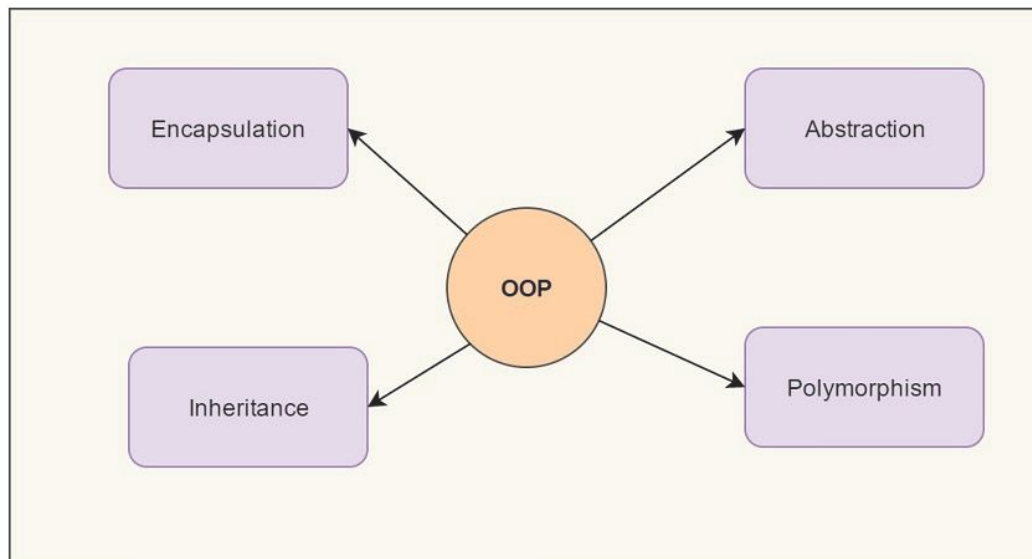 Encapsulation
Abstraction
OOP
Inheritance
Polymorphism